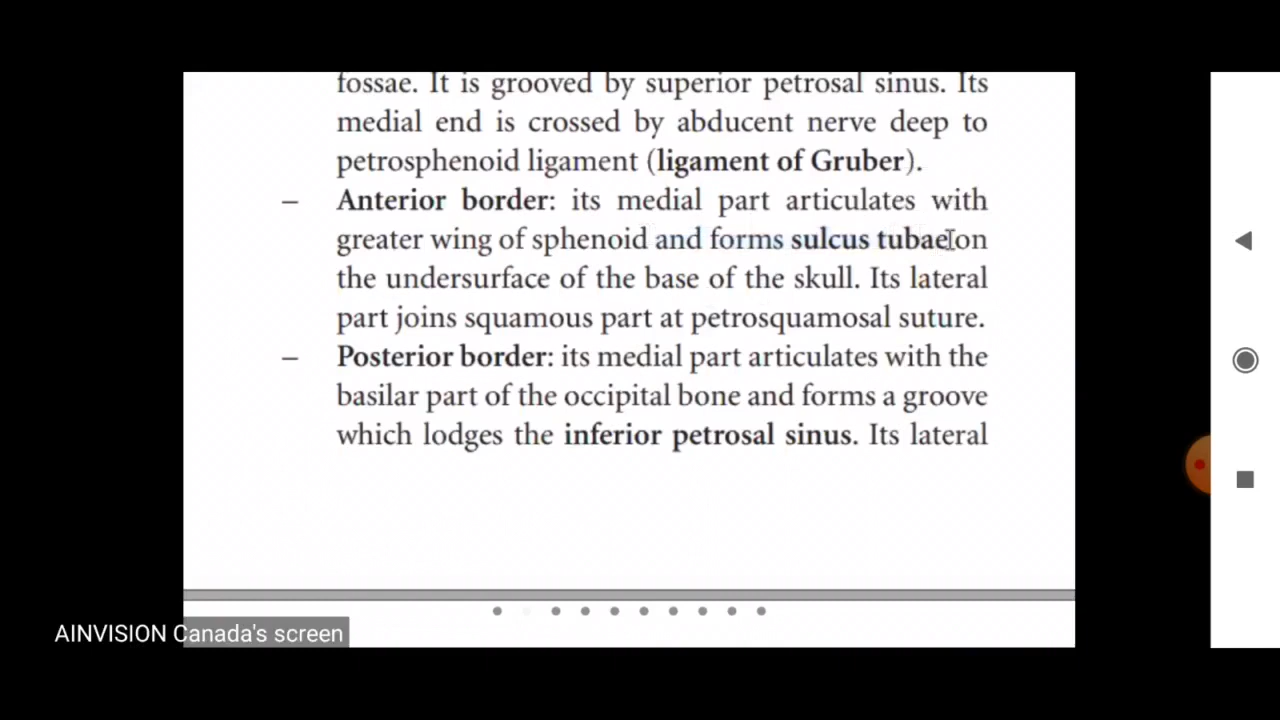 fossae. It is grooved by superior petrosal sinus. Its
medial end is crossed by abducent nerve deep to
petrosphenoid ligament (ligament of Gruber).
– Anterior border: its medial part articulates with
greater wing of sphenoid and forms sulcus tubae on
the undersurface of the base of the skull. Its lateral
part joins squamous part at petrosquamosal suture.
– Posterior border: its medial part articulates with the
basilar part of the occipital bone and forms a groove
which lodges the inferior petrosal sinus. Its lateral
AINVISION Canada's screen